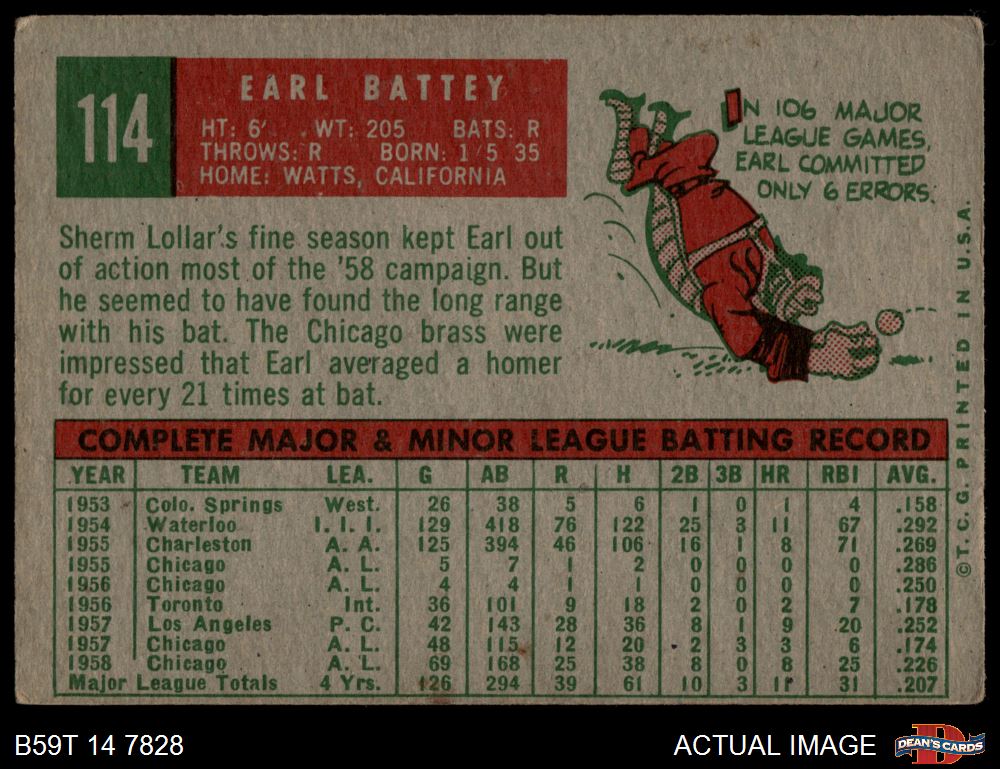 114
EARL BATTEY
HT: 6' WT: 205 BATS: R
THROWS: R BORN: 1 5 35
HOME: WATTS, CALIFORNIA
IN 106 MAJOR
LEAGUE GAMES,
EARL COMMITTED
ONLY 6 ERRORS.
Sherm Lollar's fine season kept Earl out
of action most of the '58 campaign. But
he seemed to have found the long range
with his bat. The Chicago brass were
impressed that Earl averaged a homer
for every 21 times at bat.
COMPLETE MAJOR & MINOR LEAGUE BATTING RECORD
YEAR TEAM LEA. G AB R H 2B 3B HR RBI AVG.
1953 Colo. Springs West. 26 38 5 6 1 0 1 4 .158
1954 Waterloo I. I. I. 129 418 76 122 25 3 11 67 .292
1955 Charleston A. A. 125 394 46 106 16 1 8 71 .269
1955 Chicago A. L. 5 7 1 2 0 0 0 0 .286
1956 Chicago A. L. 4 4 1 1 0 0 0 0 .250
1956 Toronto Int. 36 101 9 18 2 0 2 7 .178
1957 Los Angeles P. C. 42 143 28 36 8 1 9 20 .252
1957 Chicago A. L. 48 115 12 20 2 3 3 6 .174
1958 Chicago A. L. 69 168 25 38 8 0 8 25 .226
Major League Totals 4 Yrs. 126 294 39 61 10 3 11 31 .207
©T. C. G. PRINTED IN U.S.A.
B59T 14 7828
ACTUAL IMAGE
D
DEAN'S CARDS